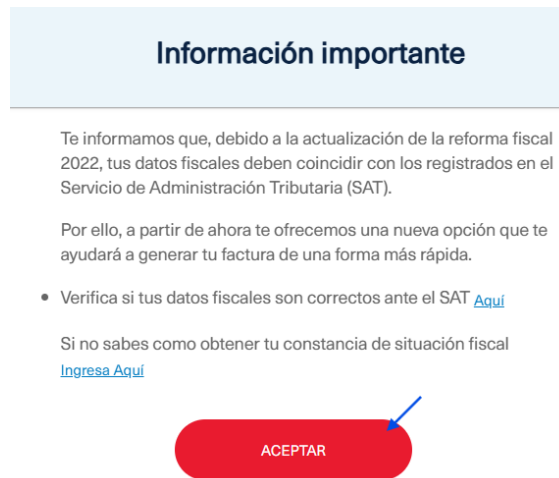 Información importante
Te informamos que, debido a la actualización de la reforma fiscal
2022, tus datos fiscales deben coincidir con los registrados en el
Servicio de Administración Tributaria (SAT).
Por ello, a partir de ahora te ofrecemos una nueva opción que te
ayudará a generar tu factura de una forma más rápida.
• Verifica si tus datos fiscales son correctos ante el SAT Aquí
Si no sabes como obtener tu constancia de situación fiscal
Ingresa Aquí
ACEPTAR